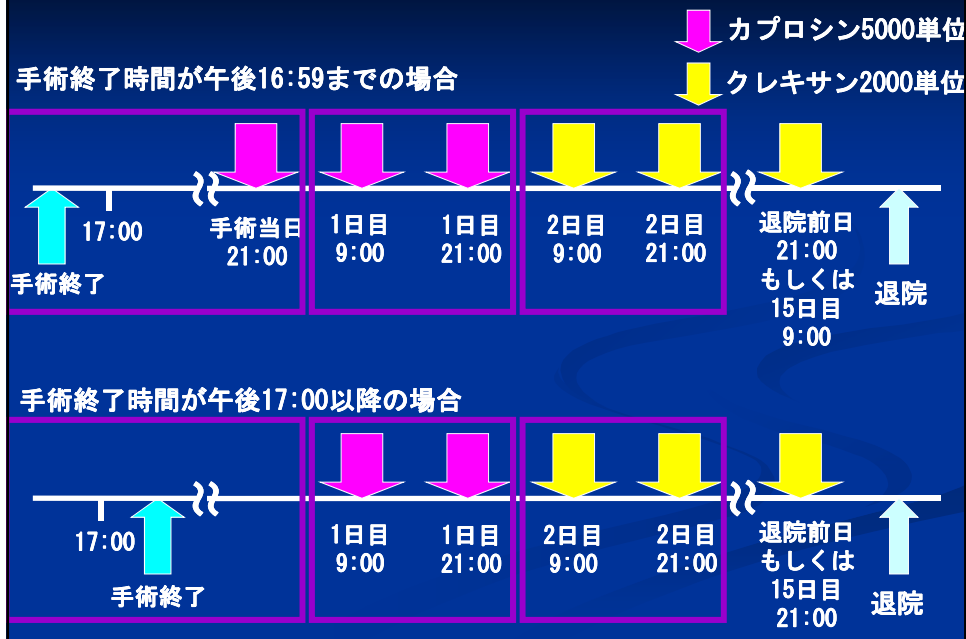 カプロシン5000単位
手術終了時間が午後16:59までの場合
クレキサン2000単位
17:00
手術終了
手術当日
21:00
1日目
9:00
1日目
21:00
2日目
9:00
2日目
21:00
退院前日
21:00
もしくは
15日目
9:00
退院
手術終了時間が午後17:00以降の場合
17:00
手術終了
1日目
9:00
1日目
21:00
2日目
9:00
2日目
21:00
退院前日
もしくは
15日目
21:00
退院